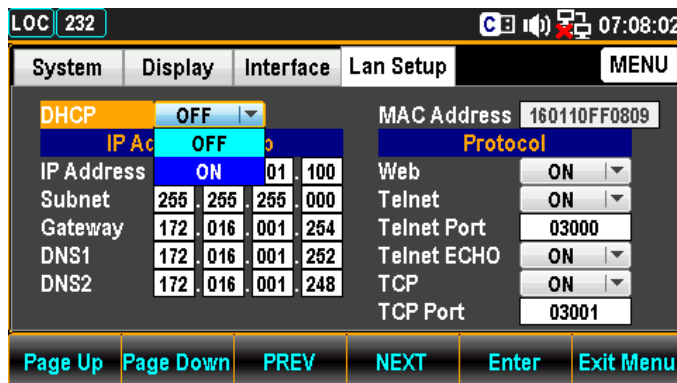 LOC 232 C 07:08:02
System Display Interface Lan Setup MENU
DHCP OFF MAC Address 160110FF0809
IP Ac OFF Protocol
IP Address ON 01 . 100 Web ON
Subnet 255 . 255 . 255 . 000 Telnet ON
Gateway 172 . 016 . 001 . 254 Telnet Port 03000
DNS1 172 . 016 . 001 . 252 Telnet ECHO ON
DNS2 172 . 016 . 001 . 248 TCP ON
TCP Port 03001
Page Up Page Down PREV NEXT Enter Exit Menu